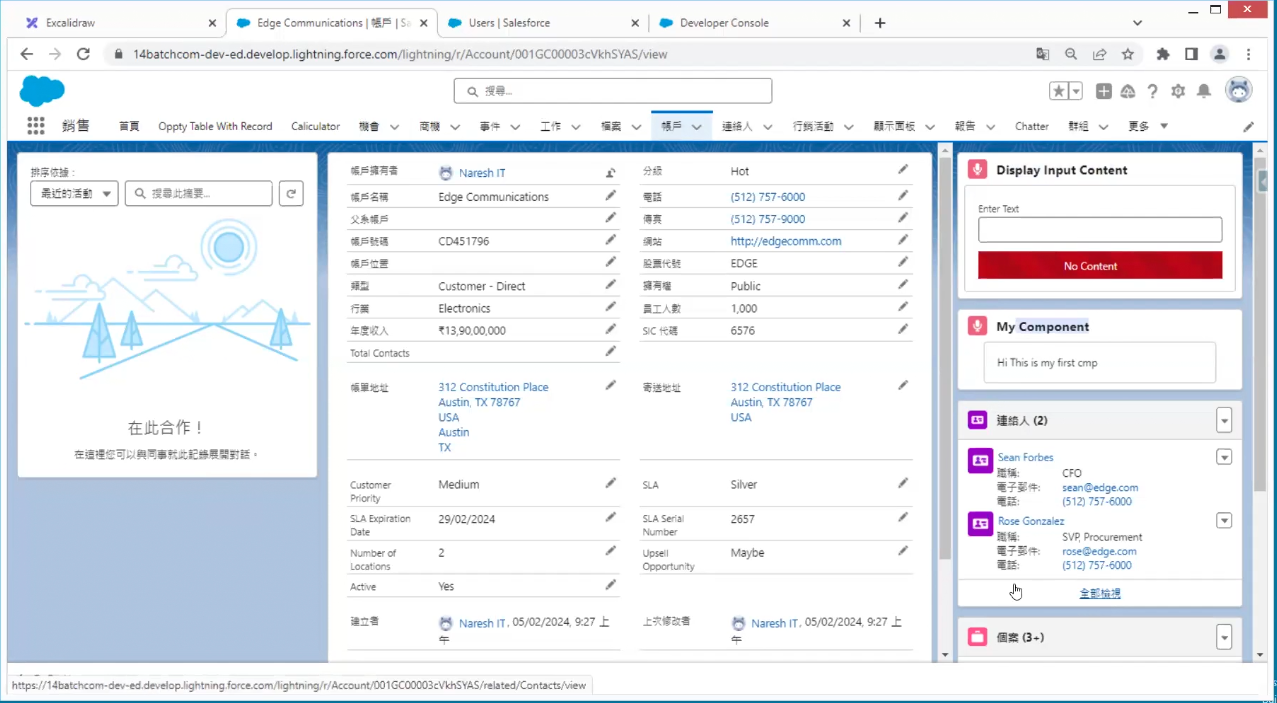 Excalidraw
Edge Communications | 帳戶 | Sa
Users | Salesforce
Developer Console
14batchcom-dev-ed.develop.lightning.force.com/lightning/r/Account/001GC00003cVkhSYAS/view
搜尋...
銷售
首頁
Oppty Table With Record
Caliculator
機會
商機
事件
工作
檔案
帳戶
連絡人
行銷活動
顯示面板
報告
Chatter
群組
更多
排序依據：
最近的活動
搜尋此摘要...
在此合作！
在這裡您可以與同事就此記錄展開對話。
帳戶擁有者 Naresh IT
分級 Hot
帳戶名稱 Edge Communications
電話 (512) 757-6000
父系帳戶
傳真 (512) 757-9000
帳戶號碼 CD451796
網站 http://edgecomm.com
帳戶位置
股票代號 EDGE
類型 Customer - Direct
擁有權 Public
行業 Electronics
員工人數 1,000
年度收入 ₹13,90,00,000
SIC 代碼 6576
Total Contacts
帳單地址 312 Constitution Place
Austin, TX 78767
USA
Austin
TX
寄送地址 312 Constitution Place
Austin, TX 78767
USA
Customer Priority Medium
SLA Silver
SLA Expiration Date 29/02/2024
SLA Serial Number 2657
Number of Locations 2
Upsell Opportunity Maybe
Active Yes
建立者 Naresh IT, 05/02/2024, 9:27 上午
上次修改者 Naresh IT, 05/02/2024, 9:27 上午
Display Input Content
Enter Text
No Content
My Component
Hi This is my first cmp
連絡人 (2)
Sean Forbes
職稱: CFO
電子郵件: sean@edge.com
電話: (512) 757-6000
Rose Gonzalez
職稱: SVP, Procurement
電子郵件: rose@edge.com
電話: (512) 757-6000
全部檢視
個案 (3+)
https://14batchcom-dev-ed.develop.lightning.force.com/lightning/r/Account/001GC00003cVkhSYAS/related/Contacts/view